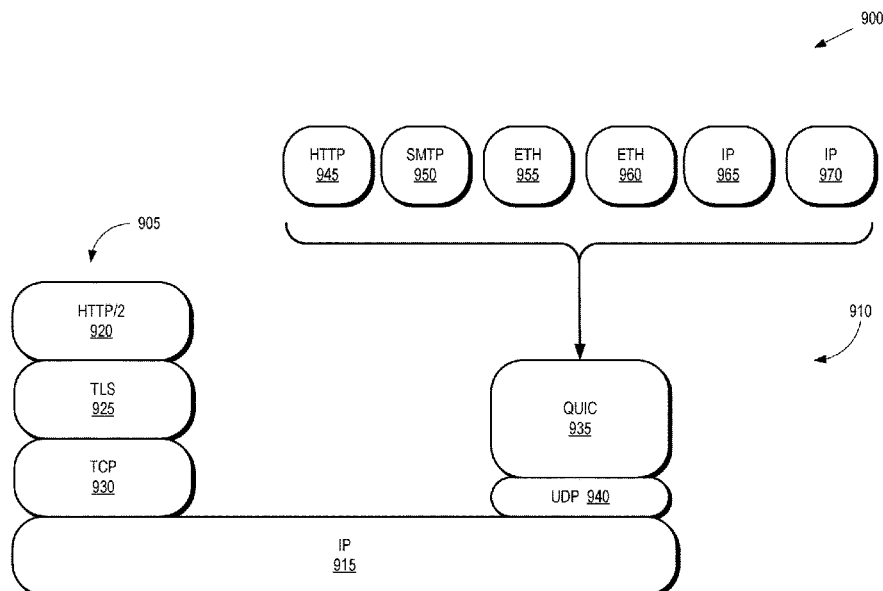 900
HTTP
945
SMTP
950
ETH
955
ETH
960
IP
965
IP
970
905
HTTP/2
920
910
TLS
925
QUIC
935
TCP
930
UDP 940
IP
915